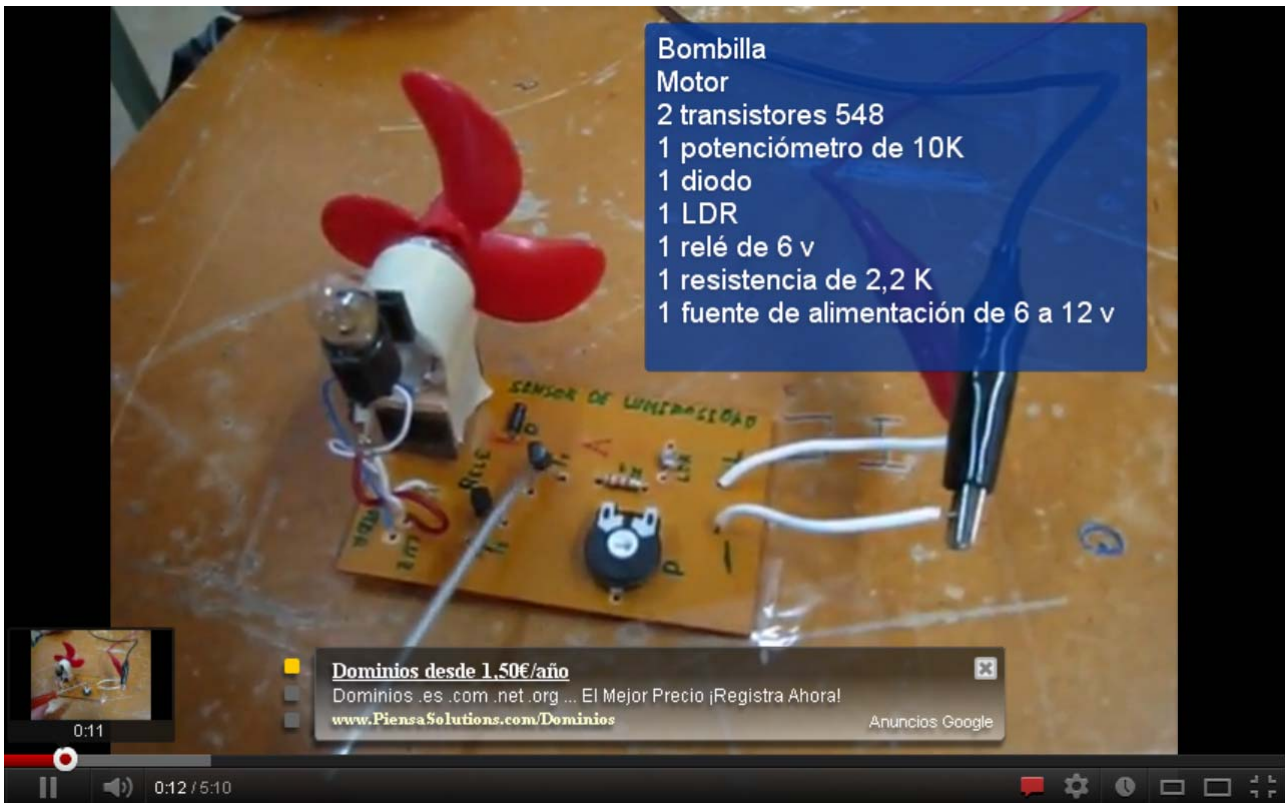 Bombilla
Motor
2 transistores 548
1 potenciómetro de 10K
1 diodo
1 LDR
1 relé de 6 v
1 resistencia de 2,2 K
1 fuente de alimentación de 6 a 12 v
SENSOR DE LUMINOSIDAD
LDR
P
LUZ
Dominios desde 1,50€/año
Dominios .es .com .net .org ... El Mejor Precio ¡Registra Ahora!
www.PiensaSolutions.com/Dominios
Anuncios Google
0:11
0:12 / 5:10